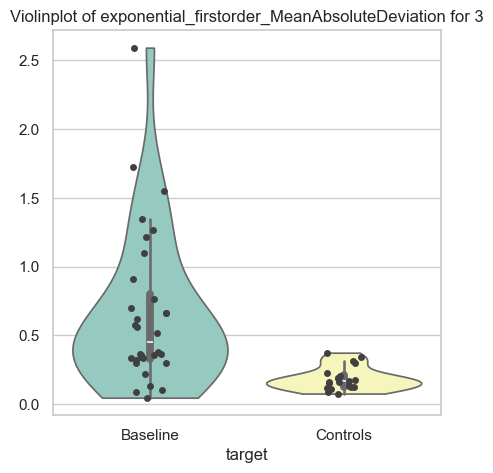 Violinplot of exponential_firstorder_MeanAbsoluteDeviation for 3
2.5
2.0
1.5
1.0
0.5
0.0
Baseline Controls
target